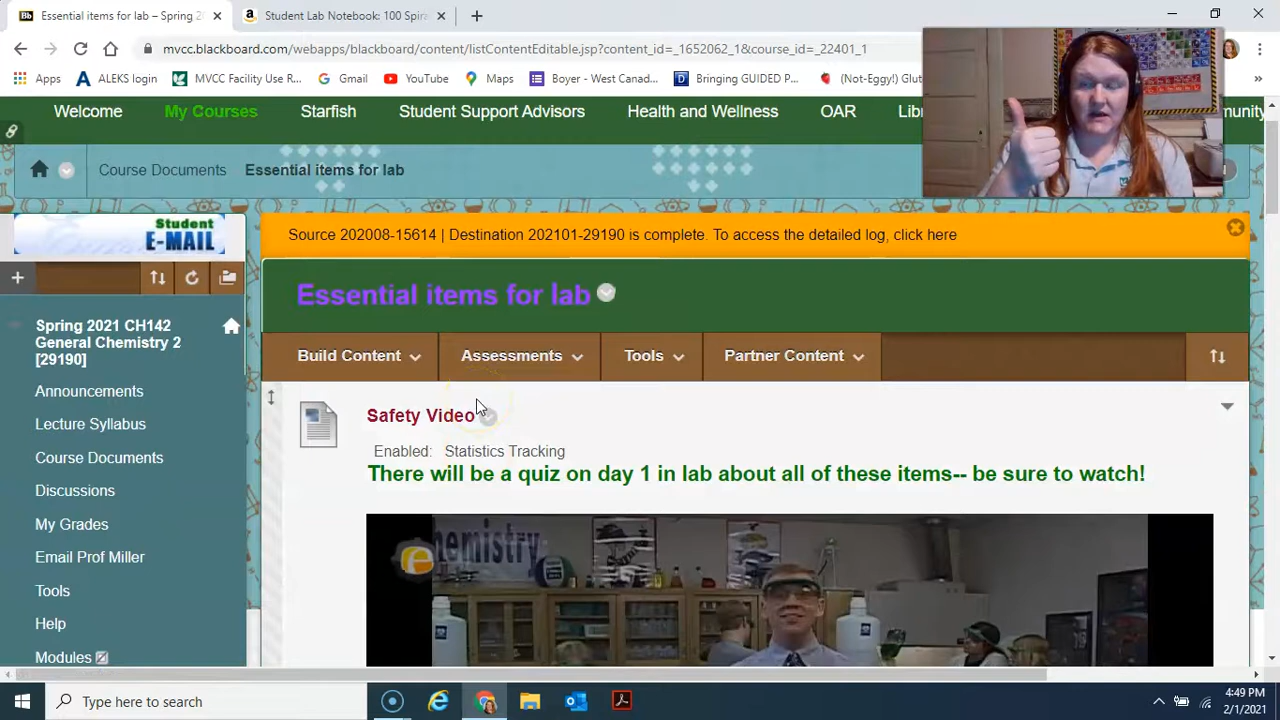 Essential items for lab – Spring 2
Student Lab Notebook: 100 Spira
mvcc.blackboard.com/webapps/blackboard/content/listContentEditable.jsp?content_id=_1652062_1&course_id=_22401_1
Apps
ALEKS login
MVCC Facility Use R...
Gmail
YouTube
Maps
Boyer - West Canad...
Bringing GUIDED P...
(Not-Eggy!) Glut
Welcome
My Courses
Starfish
Student Support Advisors
Health and Wellness
OAR
Course Documents
Essential items for lab
Student
E-MAIL
Source 202008-15614 | Destination 202101-29190 is complete. To access the detailed log, click here
Spring 2021 CH142
General Chemistry 2
[29190]
Announcements
Lecture Syllabus
Course Documents
Discussions
My Grades
Email Prof Miller
Tools
Help
Modules
Essential items for lab
Build Content
Assessments
Tools
Partner Content
Safety Video
Enabled: Statistics Tracking
There will be a quiz on day 1 in lab about all of these items-- be sure to watch!
Type here to search
4:49 PM
2/1/2021